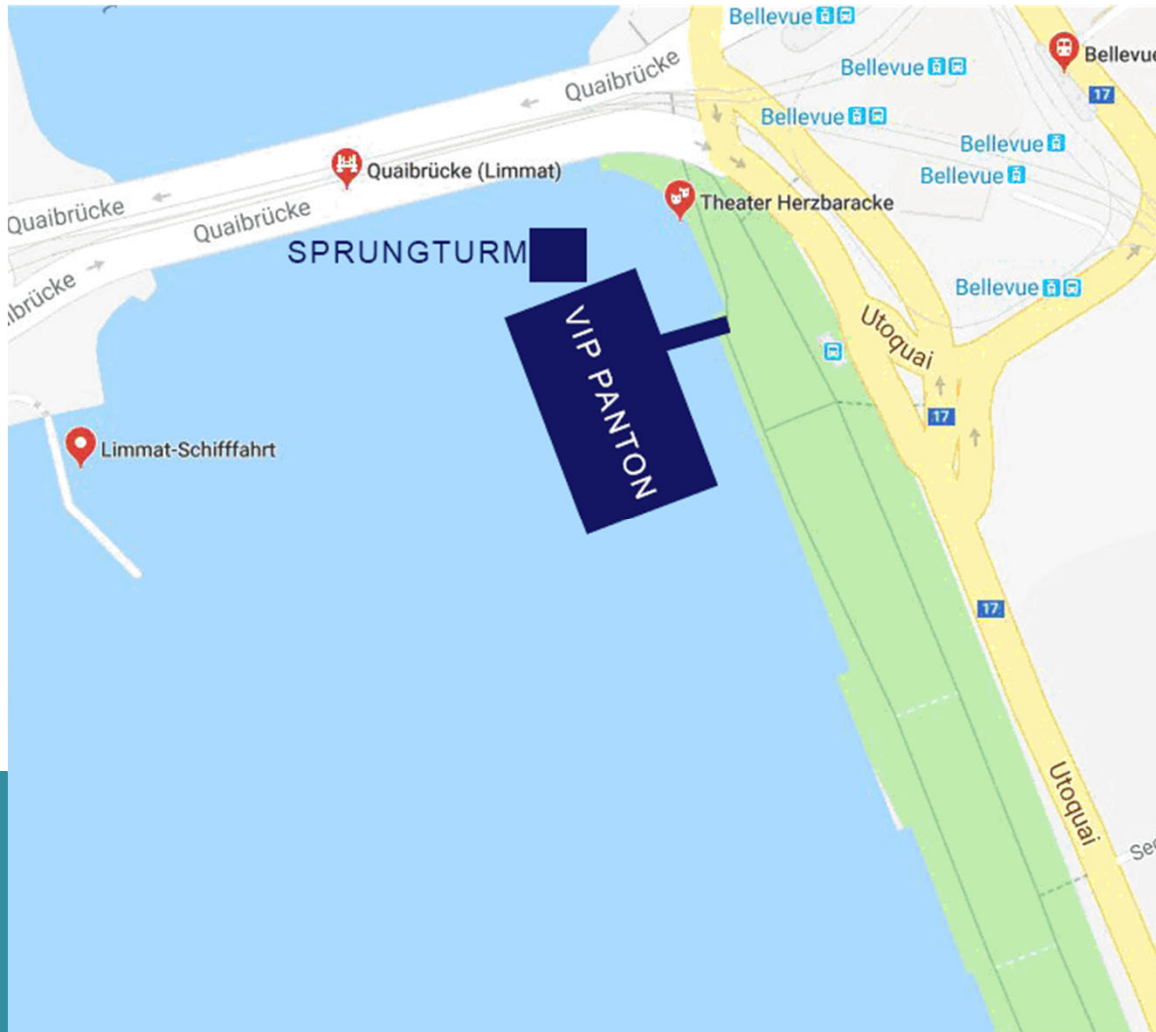 Bellevue
Bellevue
Bellevue
17
Quaibrücke
Bellevue
Bellevue
Bellevue
Quaibrücke (Limmat)
Theater Herzbaracke
Quaibrücke
Quaibrücke
SPRUNGTURM
Bellevue
VIP PANTON
Utoquai
17
Limmat-Schifffahrt
17
Utoquai